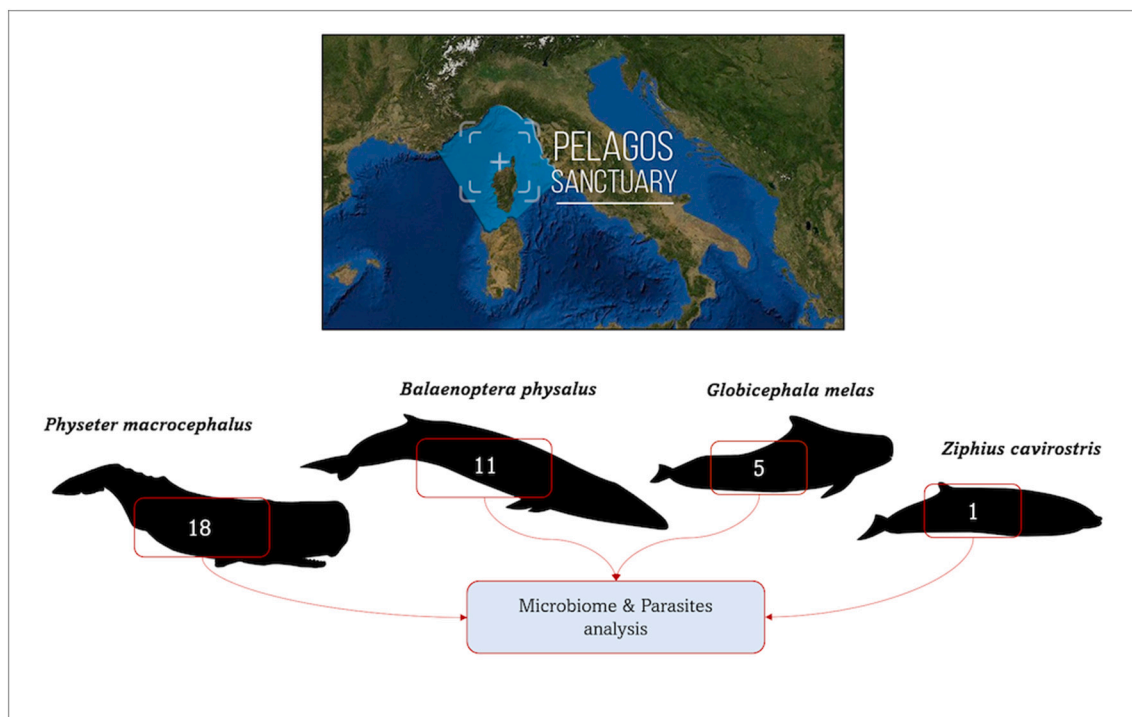 PELAGOS
SANCTUARY
Physeter macrocephalus
Balaenoptera physalus
Globicephala melas
Ziphius cavirostris
18
11
5
1
Microbiome & Parasites
analysis